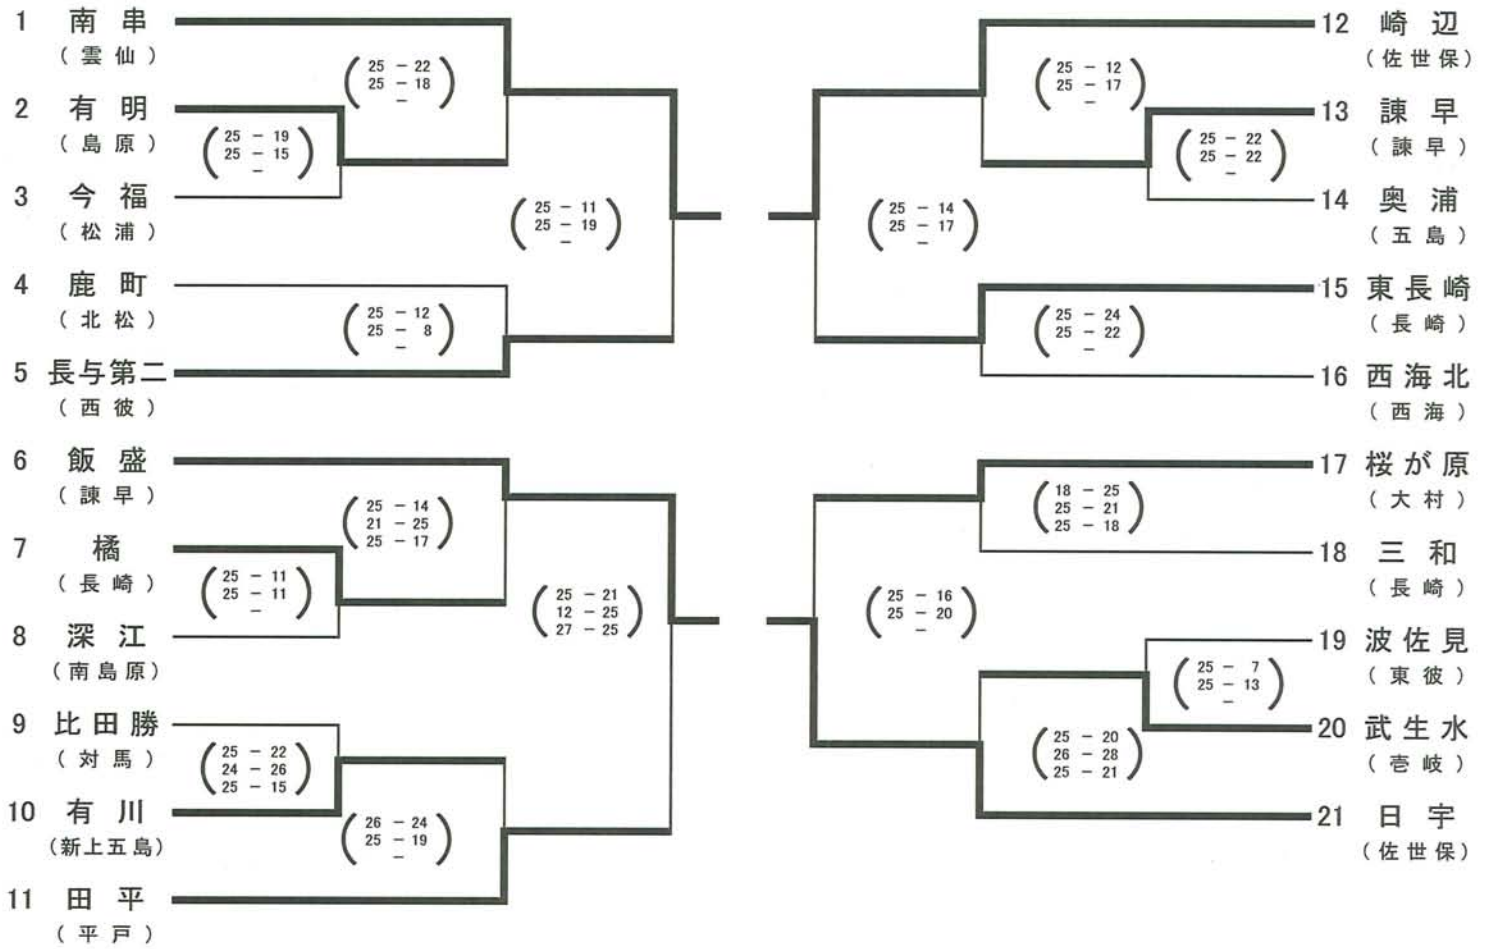 1 南串
(雲仙)
2 有明
(島原)
3 今福
(松浦)
4 鹿町
(北松)
5 長与第二
(西彼)
6 飯盛
(諫早)
7 橘
(長崎)
8 深江
(南島原)
9 比田勝
(対馬)
10 有川
(新上五島)
11 田平
(平戸)
25 - 19
25 - 15
-
25 - 11
25 - 11
-
25 - 22
24 - 26
25 - 15
25 - 22
25 - 18
-
25 - 12
25 - 8
-
25 - 14
21 - 25
25 - 17
26 - 24
25 - 19
-
25 - 11
25 - 19
-
25 - 21
12 - 25
27 - 25
25 - 14
25 - 17
-
25 - 16
25 - 20
-
25 - 12
25 - 17
-
25 - 24
25 - 22
-
18 - 25
25 - 21
25 - 18
25 - 20
26 - 28
25 - 21
25 - 22
25 - 22
-
25 - 7
25 - 13
-
12 崎辺
(佐世保)
13 諫早
(諫早)
14 奥浦
(五島)
15 東長崎
(長崎)
16 西海北
(西海)
17 桜が原
(大村)
18 三和
(長崎)
19 波佐見
(東彼)
20 武生水
(壱岐)
21 日宇
(佐世保)